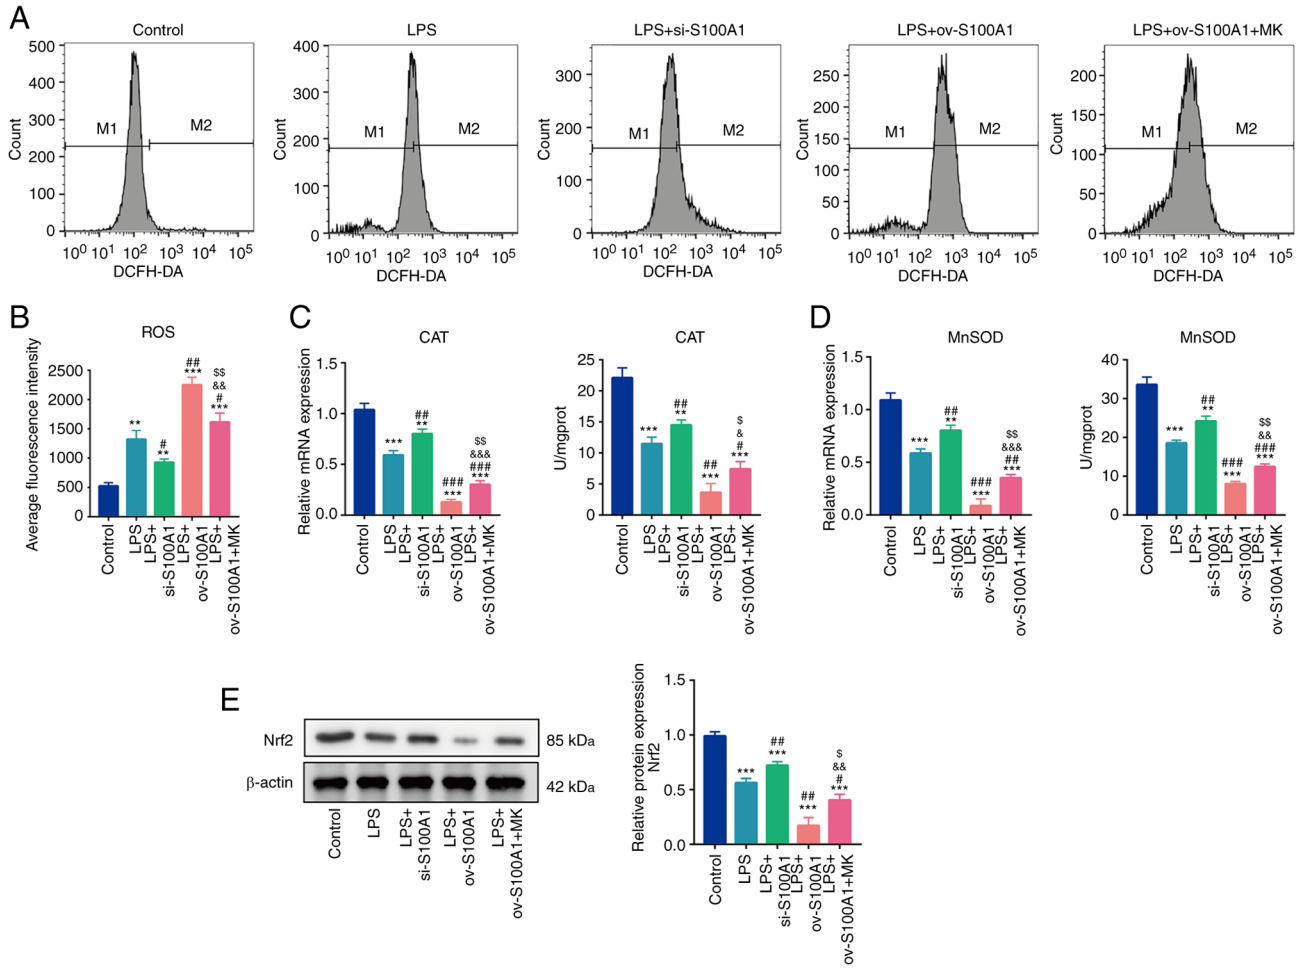 A
Control
LPS
LPS+si-S100A1
LPS+ov-S100A1
LPS+ov-S100A1+MK
Count
500
400
300
200
100
0
M1
M2
10⁰ 10¹ 10² 10³ 10⁴ 10⁵
DCFH-DA
Count
400
300
200
100
0
M1
M2
10⁰ 10¹ 10² 10³ 10⁴ 10⁵
DCFH-DA
Count
300
200
100
0
M1
M2
10⁰ 10¹ 10² 10³ 10⁴ 10⁵
DCFH-DA
Count
250
200
150
100
50
0
M1
M2
10⁰ 10¹ 10² 10³ 10⁴ 10⁵
DCFH-DA
Count
200
150
100
50
0
M1
M2
10⁰ 10¹ 10² 10³ 10⁴ 10⁵
DCFH-DA
B
ROS
Average fluorescence intensity
2500
2000
1500
1000
500
0
**
#
**
##
***
$$
&&
#
***
Control
LPS
LPS+
si-S100A1
LPS+
ov-S100A1
LPS+
ov-S100A1+MK
C
CAT
Relative mRNA expression
1.5
1.0
0.5
0.0
***
##
**
###
***
$$
&&&
###
***
Control
LPS
LPS+
si-S100A1
LPS+
ov-S100A1
LPS+
ov-S100A1+MK
CAT
U/mgprot
25
20
15
10
5
0
***
##
**
##
***
$
&
#
***
Control
LPS
LPS+
si-S100A1
LPS+
ov-S100A1
LPS+
ov-S100A1+MK
D
MnSOD
Relative mRNA expression
1.5
1.0
0.5
0.0
***
##
**
###
***
$$
&&&
##
***
Control
LPS
LPS+
si-S100A1
LPS+
ov-S100A1
LPS+
ov-S100A1+MK
MnSOD
U/mgprot
40
30
20
10
0
***
##
**
###
***
$$
&&
###
***
Control
LPS
LPS+
si-S100A1
LPS+
ov-S100A1
LPS+
ov-S100A1+MK
E
Nrf2
85 kDa
β-actin
42 kDa
Control
LPS
LPS+
si-S100A1
LPS+
ov-S100A1
LPS+
ov-S100A1+MK
Relative protein expression
Nrf2
1.5
1.0
0.5
0.0
***
##
***
##
***
$
&&
#
***
Control
LPS
LPS+
si-S100A1
LPS+
ov-S100A1
LPS+
ov-S100A1+MK